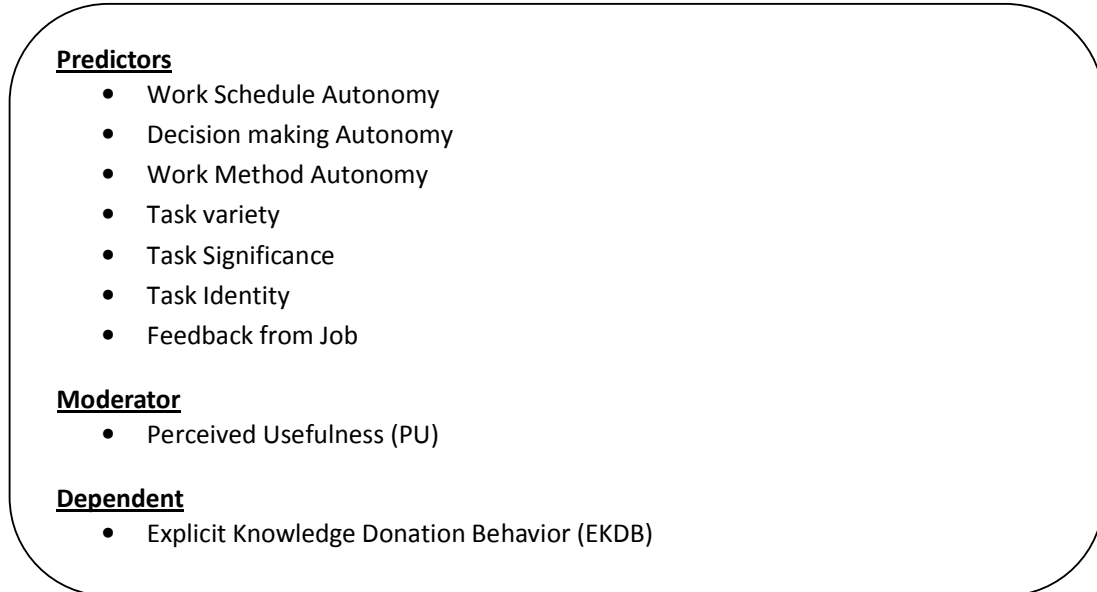 Predictors
• Work Schedule Autonomy
• Decision making Autonomy
• Work Method Autonomy
• Task variety
• Task Significance
• Task Identity
• Feedback from Job
Moderator
• Perceived Usefulness (PU)
Dependent
• Explicit Knowledge Donation Behavior (EKDB)